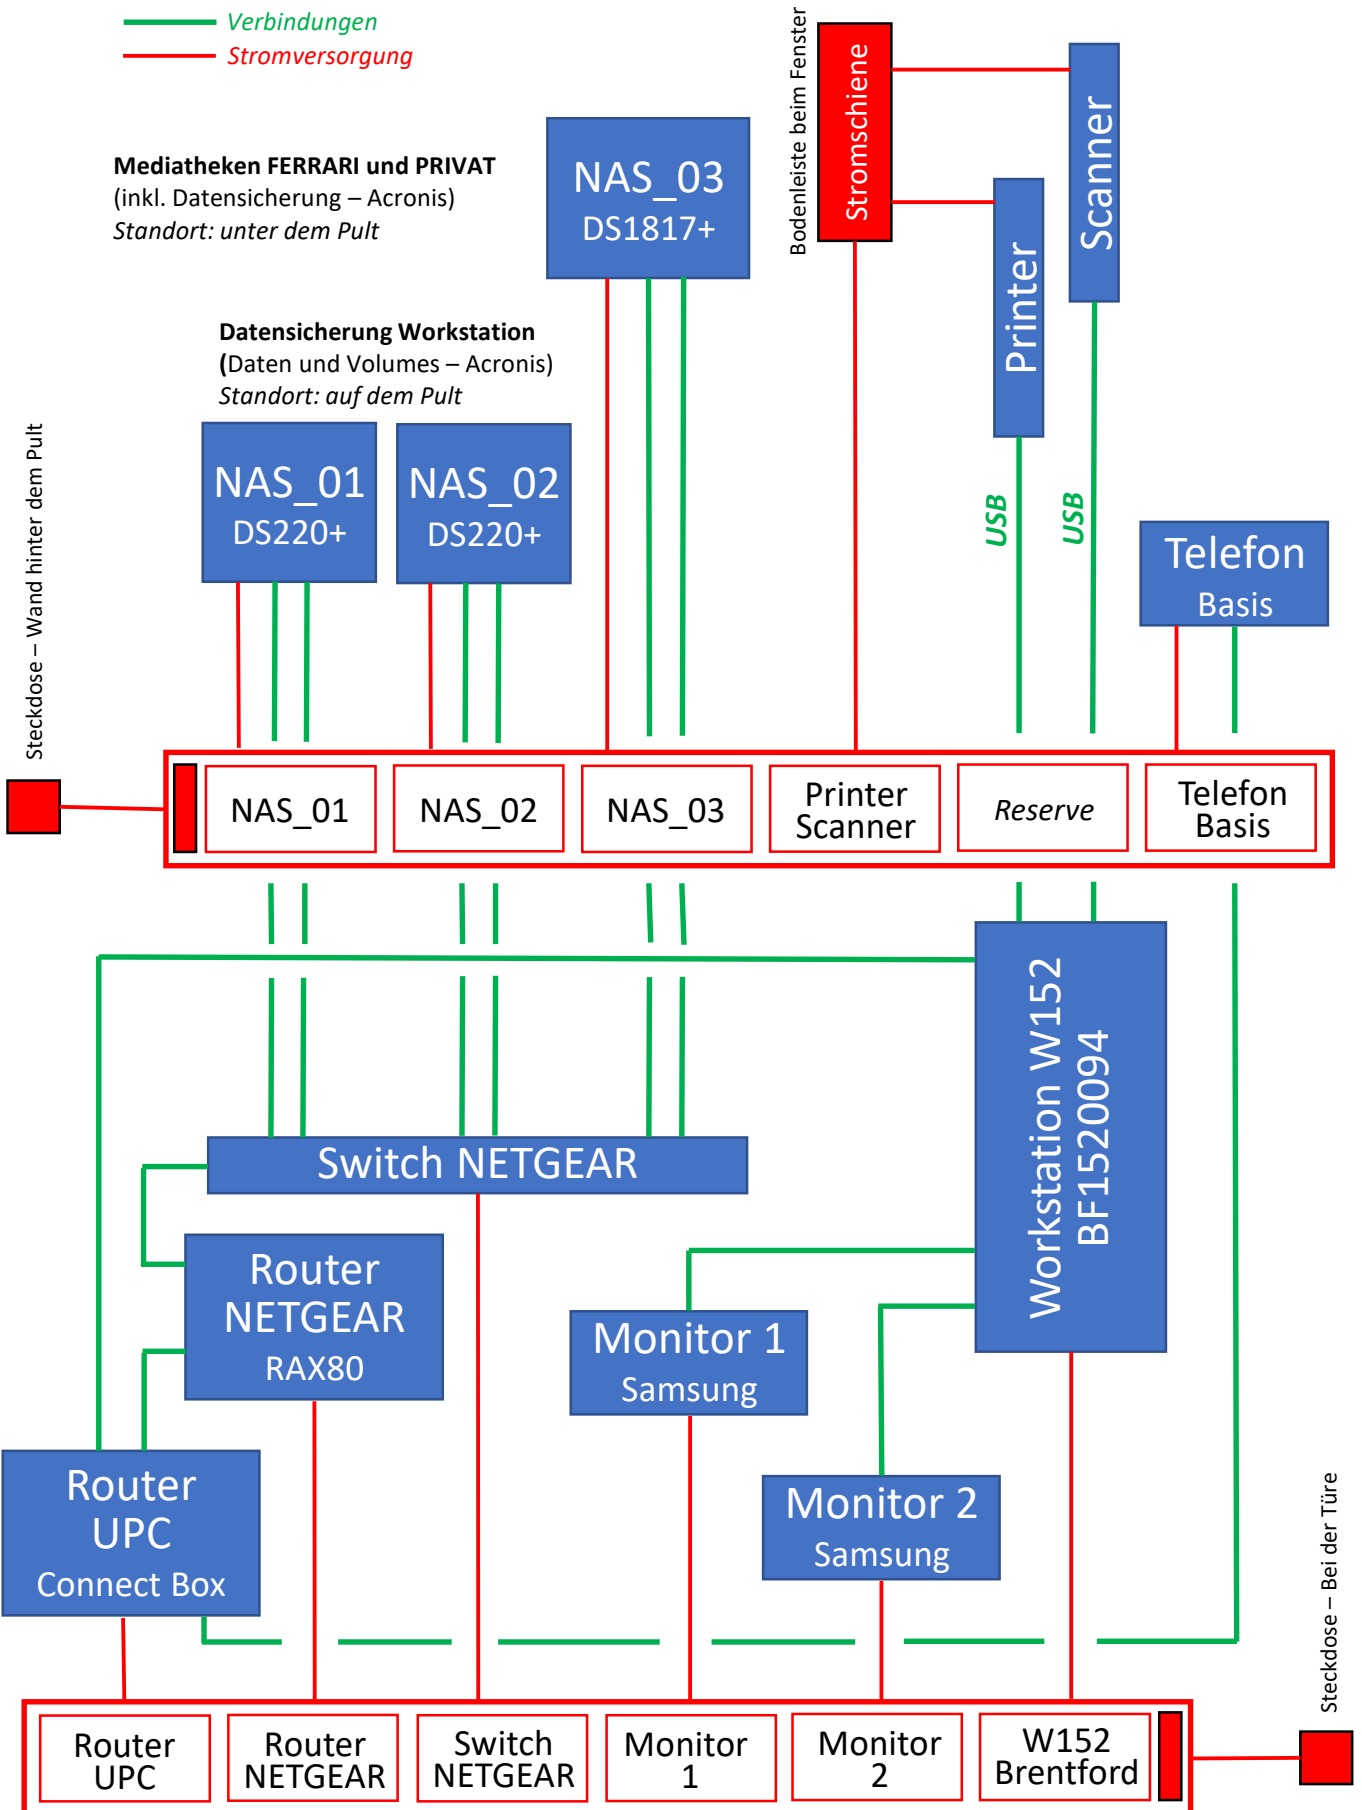 Verbindungen
Stromversorgung
Bodenleiste beim Fenster
Stromschiene
Scanner
Mediatheken FERRARI und PRIVAT
(inkl. Datensicherung – Acronis)
Standort: unter dem Pult
NAS_03
DS1817+
Printer
Datensicherung Workstation
(Daten und Volumes – Acronis)
Standort: auf dem Pult
Steckdose – Wand hinter dem Pult
NAS_01
DS220+
NAS_02
DS220+
USB
USB
Telefon
Basis
NAS_01
NAS_02
NAS_03
Printer
Scanner
Reserve
Telefon
Basis
Workstation W152
BF1520094
Switch NETGEAR
Router
NETGEAR
RAX80
Monitor 1
Samsung
Router
UPC
Connect Box
Monitor 2
Samsung
Steckdose – Bei der Türe
Router
UPC
Router
NETGEAR
Switch
NETGEAR
Monitor
1
Monitor
2
W152
Brentford